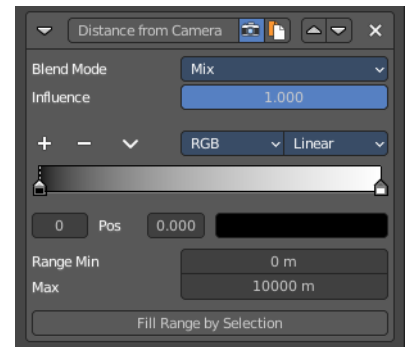 Distance from Camera
Blend Mode Mix
Influence 1.000
RGB Linear
0 Pos 0.000
Range Min 0 m
Max 10000 m
Fill Range by Selection